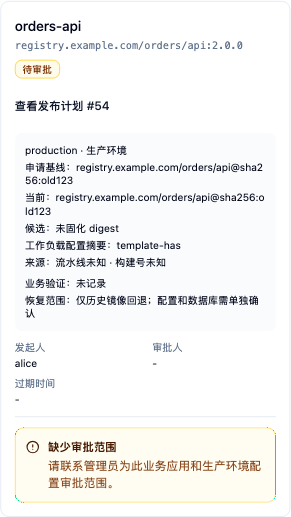 orders-api
registry.example.com/orders/api:2.0.0
待审批
查看发布计划 #54
production · 生产环境
申请基线：registry.example.com/orders/api@sha2
56:old123
当前：registry.example.com/orders/api@sha256:o
ld123
候选：未固化 digest
工作负载配置摘要：template-has
来源：流水线未知 · 构建号未知
业务验证：未记录
恢复范围：仅历史镜像回退；配置和数据库需单独确
认
发起人 审批人
alice -
过期时间
-
缺少审批范围
请联系管理员为此业务应用和生产环境配
置审批范围。